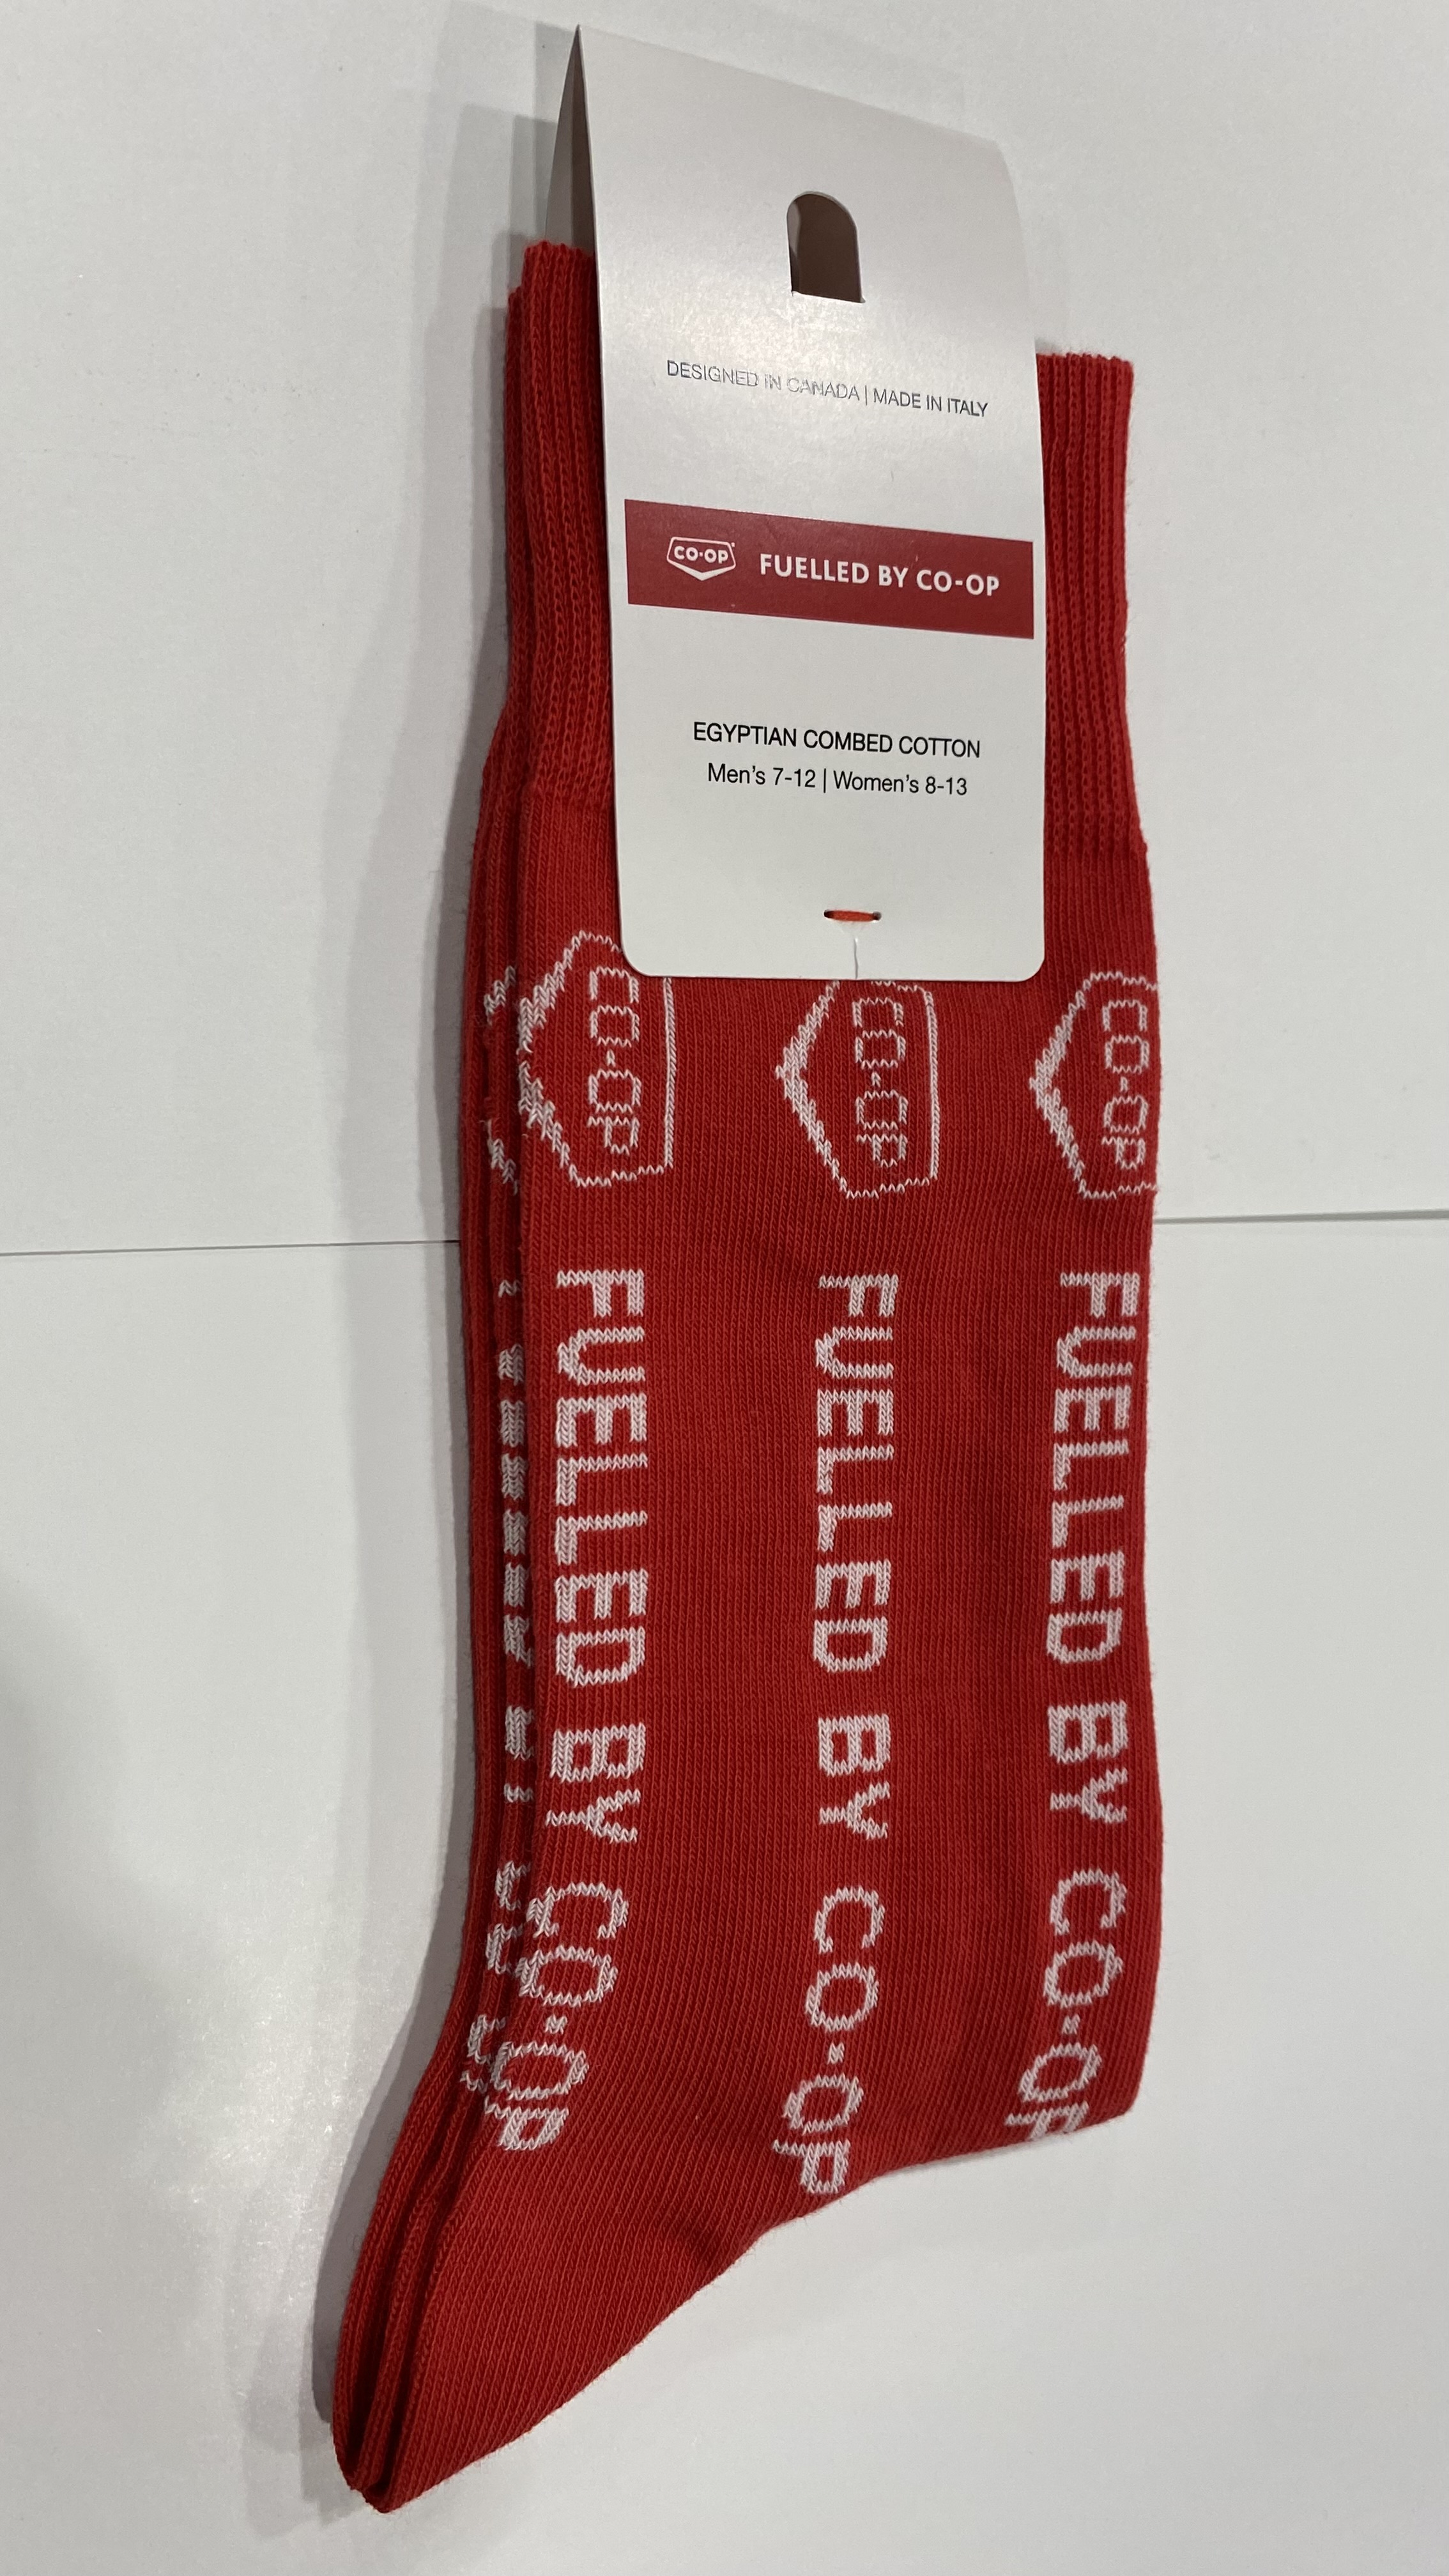 DESIGNED IN CANADA | MADE IN ITALY
CO-OP FUELLED BY CO-OP
EGYPTIAN COMBED COTTON
Men's 7-12 | Women's 8-13
CO-OP FUELLED BY CO-OP
CO-OP FUELLED BY CO-OP
CO-OP FUELLED BY CO-OP